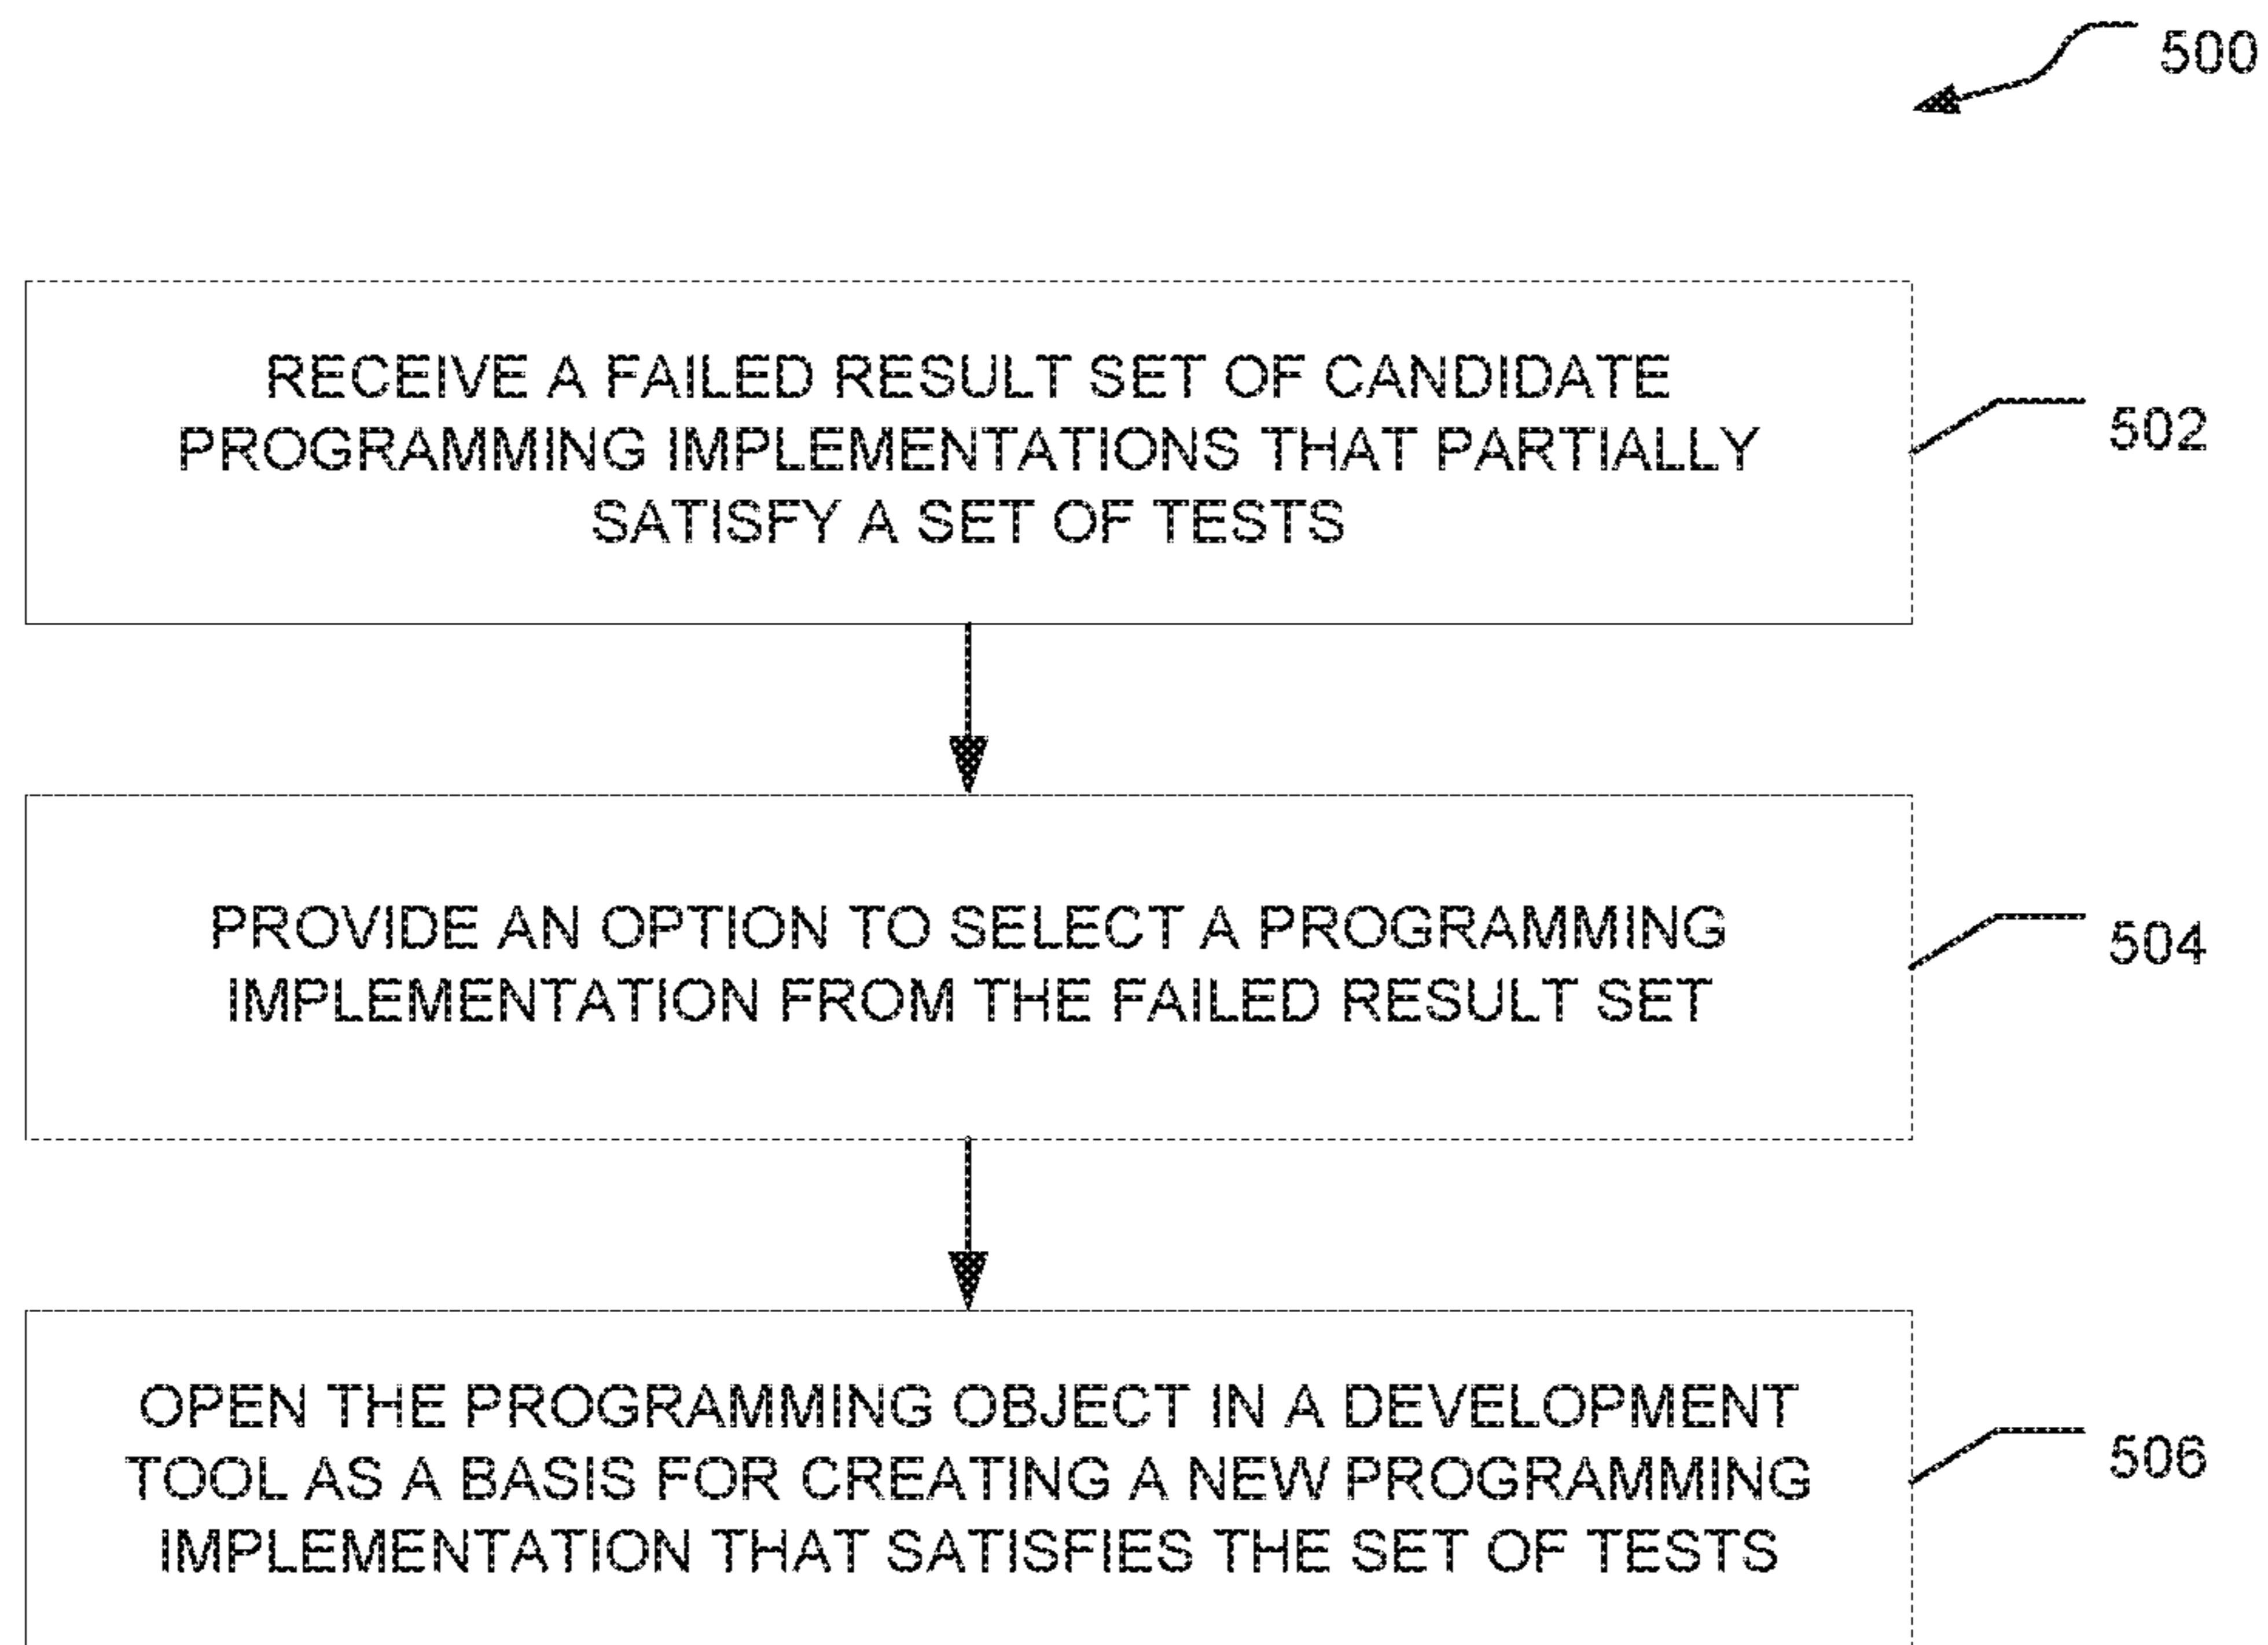 500
RECEIVE A FAILED RESULT SET OF CANDIDATE
PROGRAMMING IMPLEMENTATIONS THAT PARTIALLY
SATISFY A SET OF TESTS
502
PROVIDE AN OPTION TO SELECT A PROGRAMMING
IMPLEMENTATION FROM THE FAILED RESULT SET
504
OPEN THE PROGRAMMING OBJECT IN A DEVELOPMENT
TOOL AS A BASIS FOR CREATING A NEW PROGRAMMING
IMPLEMENTATION THAT SATISFIES THE SET OF TESTS
506